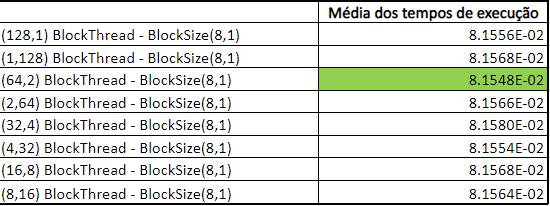 Média dos tempos de execução
(128,1) BlockThread - BlockSize(8,1) 8.1556E-02
(1,128) BlockThread - BlockSize(8,1) 8.1568E-02
(64,2) BlockThread - BlockSize(8,1) 8.1548E-02
(2,64) BlockThread - BlockSize(8,1) 8.1566E-02
(32,4) BlockThread - BlockSize(8,1) 8.1580E-02
(4,32) BlockThread - BlockSize(8,1) 8.1554E-02
(16,8) BlockThread - BlockSize(8,1) 8.1568E-02
(8,16) BlockThread - BlockSize(8,1) 8.1564E-02